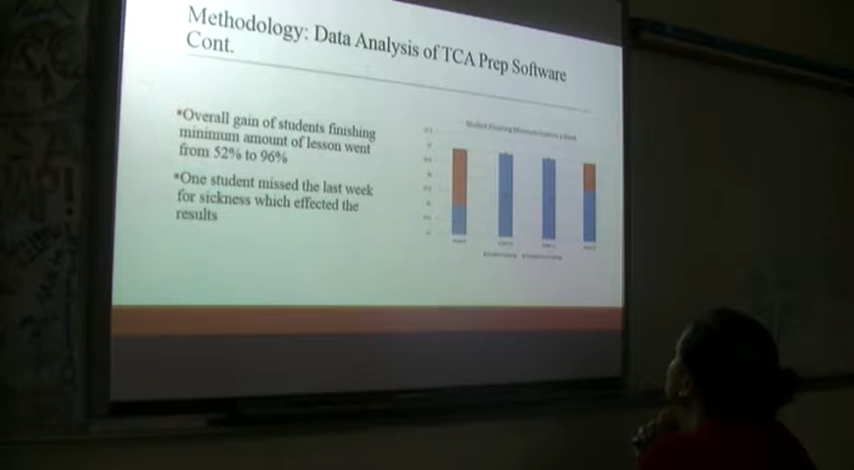 Methodology: Data Analysis of TCA Prep Software
Cont.
*Overall gain of students finishing
minimum amount of lesson went
from 52% to 96%
*One student missed the last week
for sickness which effected the
results